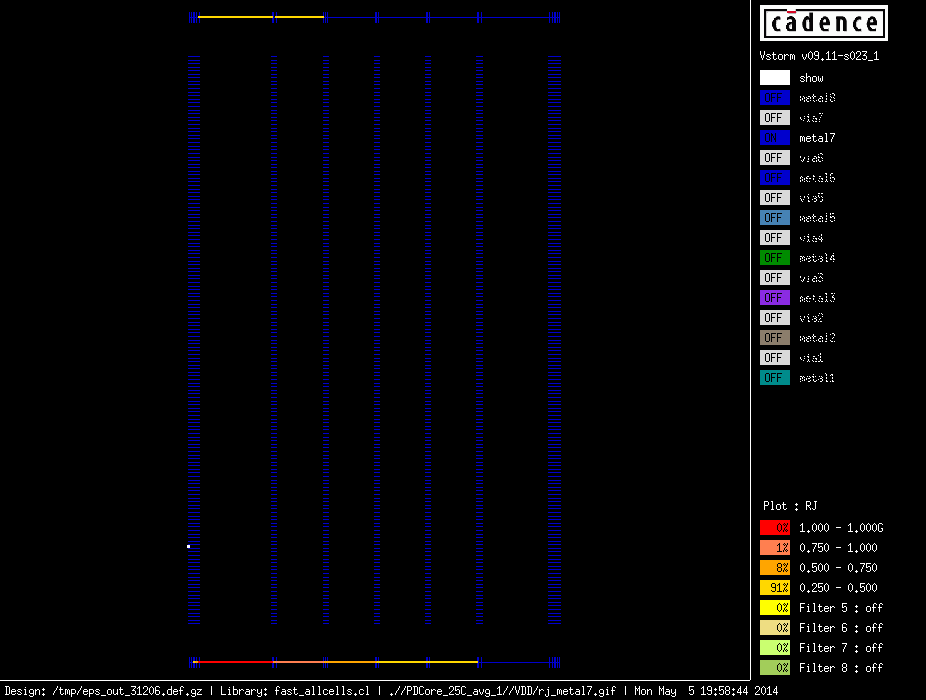 cādence
Vstorm v09.11-s023_1
show
metal8
OFF via7
metal7
OFF via6
metal6
OFF via5
OFF metal5
OFF via4
OFF metal4
OFF via3
OFF metal3
OFF via2
OFF metal2
OFF via1
OFF metal1
Plot : RJ
0% 1.000 - 1.000G
1% 0.750 - 1.000
8% 0.500 - 0.750
91% 0.250 - 0.500
0% Filter 5 : off
0% Filter 6 : off
0% Filter 7 : off
0% Filter 8 : off
Design: /tmp/eps_out_31206.def.gz | Library: fast_allcells.cl | .//PDCore_25C_avg_1//VDD/rj_metal7.gif | Mon May  5 19:58:44 2014